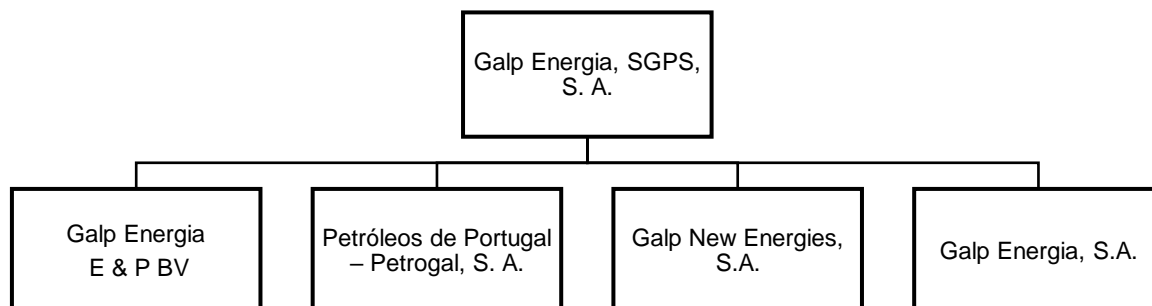 Galp Energia, SGPS,
S. A.
Galp Energia
E & P BV
Petróleos de Portugal
– Petrogal, S. A.
Galp New Energies,
S.A.
Galp Energia, S.A.